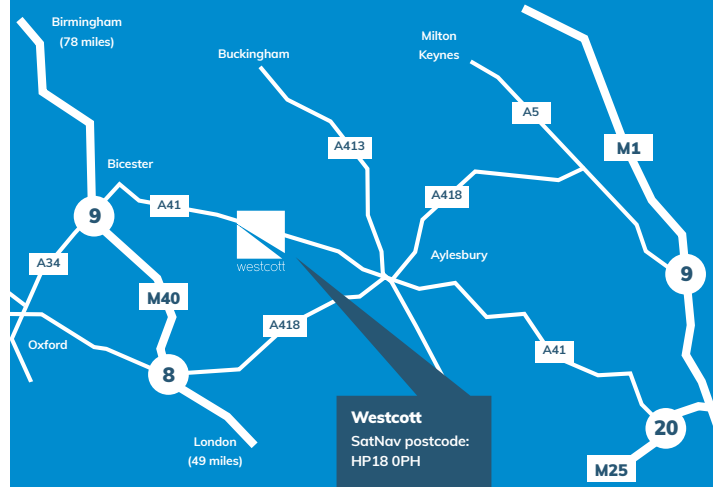 Birmingham
(78 miles)
Buckingham
Milton
Keynes
A5
A413
M1
Bicester
A418
A41
9
westcott
Aylesbury
A34
9
M40
A418
Oxford
A41
8
Westcott
SatNav postcode:
HP18 0PH
London
(49 miles)
20
M25